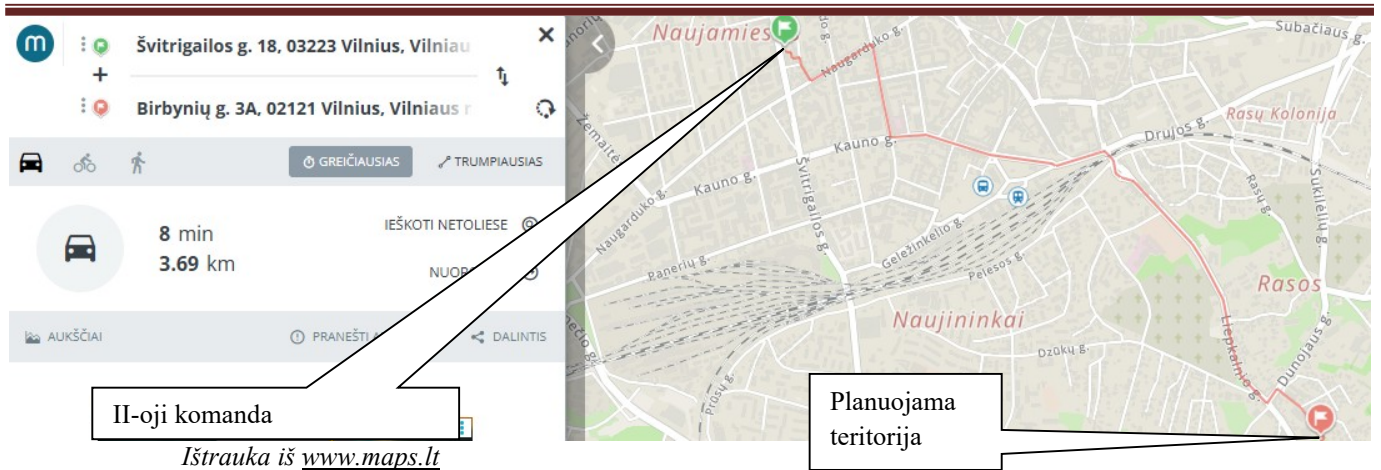 m
Švitrigailos g. 18, 03223 Vilnius, Vilniau
Birbynių g. 3A, 02121 Vilnius, Vilniaus
GREIČIAUSIAS
TRUMPIAUSIAS
8 min
3.69 km
IEŠKOTI NETOLIESE
AUKŠČIAI
PRANEŠTI
DALINTIS
II-oji komanda
Ištrauka iš www.maps.lt
Naujamies
Naugarduko g.
Subačiaus g.
Rasų Kolonija
Drujos g.
Kauno g.
Kauno g.
Švitrigailos g.
Naugarduko g.
Rasų g.
Sukilėlių g.
Geležinkelio g.
Panerių g.
Pelesos g.
Rasos
Naujininkai
Dzūkų g.
Liepkalnio g.
Dunojaus g.
Prūsų g.
Planuojama
teritorija